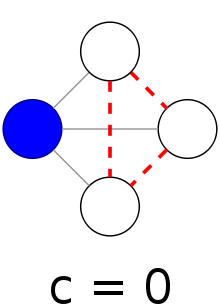 c = 0